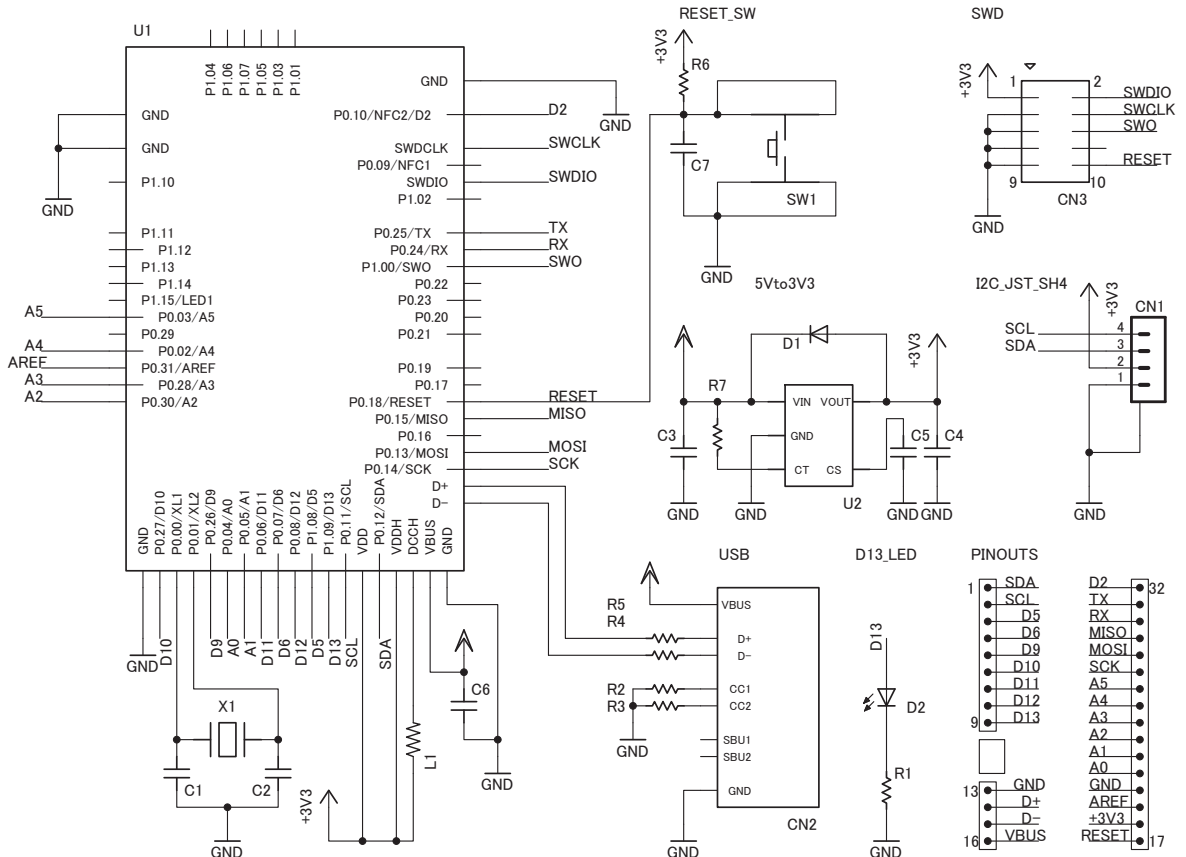 RESET_SW
SWD
U1
P1.04
P1.06
P1.07
P1.05
P1.03
P1.01
GND
GND
GND
GND
P1.10
P1.11
P1.12
P1.13
P1.14
P1.15/LED1
A5
P0.03/A5
P0.29
A4
P0.02/A4
AREF
P0.31/AREF
A3
P0.28/A3
A2
P0.30/A2
GND
P0.10/NFC2/D2
D2
SWDCLK
SWCLK
P0.09/NFC1
SWDIO
SWDIO
P1.02
P0.25/TX
TX
P0.24/RX
RX
P1.00/SWO
SWO
P0.22
P0.23
P0.20
P0.21
P0.19
P0.17
P0.18/RESET
RESET
P0.15/MISO
MISO
P0.16
P0.13/MOSI
MOSI
P0.14/SCK
SCK
D+
D-
GND
P0.27/D10
P0.00/XL1
P0.01/XL2
P0.26/D9
P0.04/A0
P0.05/A1
P0.06/D11
P0.07/D6
P0.08/D12
P1.08/D5
P1.09/D13
P0.11/SCL
VDD
P0.12/SDA
VDDH
DCCH
VBUS
GND
GND
D10
D9
A0
A1
D11
D6
D12
D5
D13
SCL
SDA
X1
C1
C2
GND
+3V3
L1
C6
GND
+3V3
R6
C7
SW1
GND
+3V3
1
2
SWDIO
SWCLK
SWO
RESET
9
10
CN3
GND
5Vto3V3
D1
+3V3
R7
VIN
VOUT
GND
CT
CS
C3
C5
C4
U2
GND
GND
GND
GND
I2C_JST_SH4
+3V3
CN1
SCL
4
SDA
3
2
1
GND
USB
VBUS
R5
R4
D+
D-
R2
CC1
R3
CC2
GND
SBU1
SBU2
GND
CN2
GND
D13_LED
D13
D2
R1
GND
PINOUTS
1
SDA
SCL
D5
D6
D9
D10
D11
D12
9
D13
13
GND
D+
D-
16
VBUS
D2
32
TX
RX
MISO
MOSI
SCK
A5
A4
A3
A2
A1
A0
GND
AREF
+3V3
RESET
17